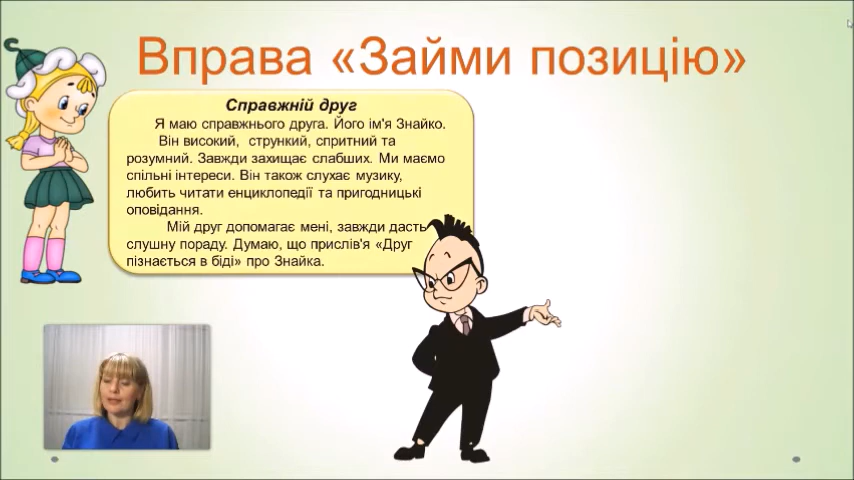 Вправа «Займи позицію»
Справжній друг
Я маю справжнього друга. Його ім'я Знайко.
Він високий, стрункий, спритний та
розумний. Завжди захищає слабших. Ми маємо
спільні інтереси. Він також слухає музику,
любить читати енциклопедії та пригодницькі
оповідання.
Мій друг допомагає мені, завжди дасть
слушну пораду. Думаю, що прислів'я «Друг
пізнається в біді» про Знайка.